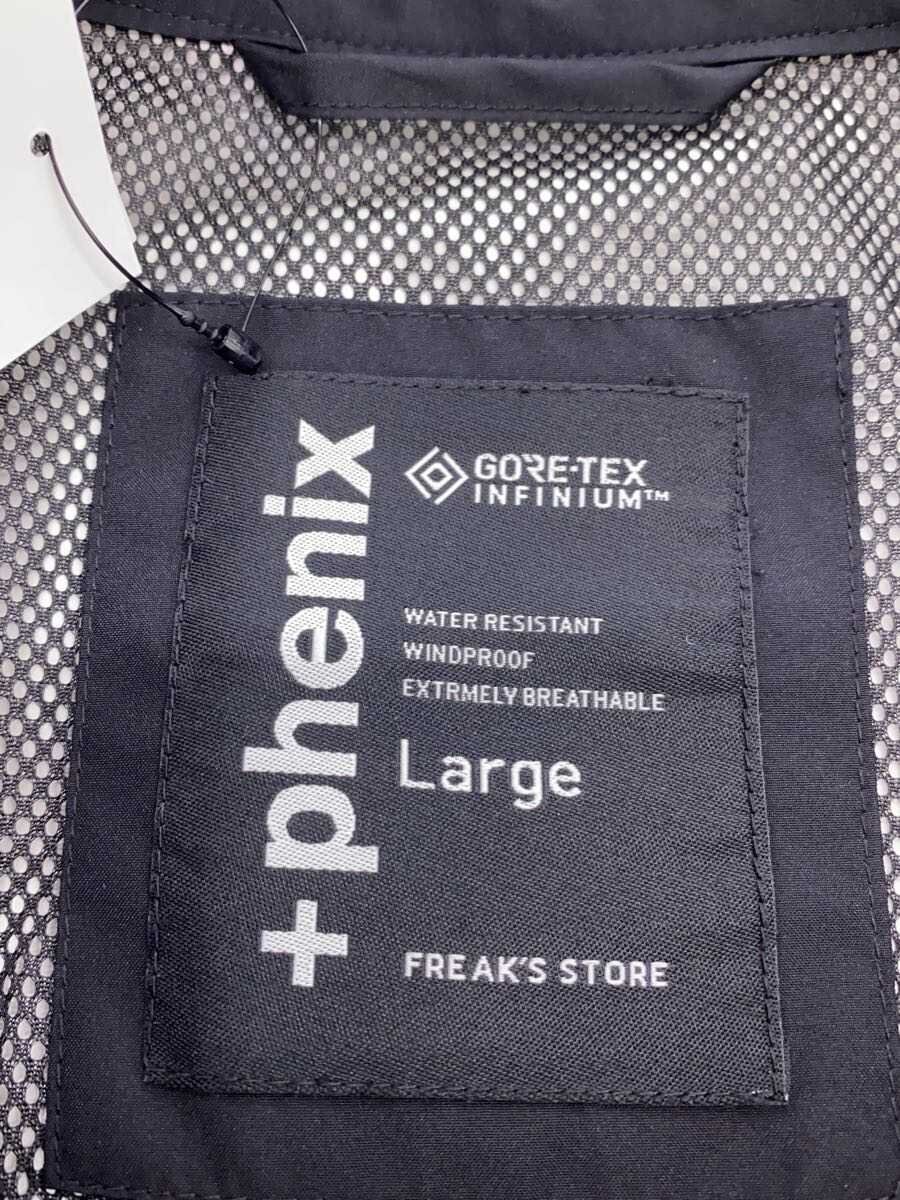 +phenix
GORE-TEX
INFINIUM™
WATER RESISTANT
WINDPROOF
EXTRMELY BREATHABLE
Large
FREAK'S STORE